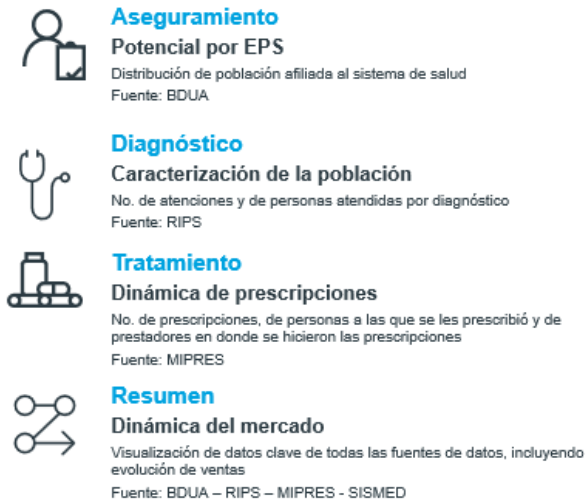 Aseguramiento
Potencial por EPS
Distribución de población afiliada al sistema de salud
Fuente: BDUA
Diagnóstico
Caracterización de la población
No. de atenciones y de personas atendidas por diagnóstico
Fuente: RIPS
Tratamiento
Dinámica de prescripciones
No. de prescripciones, de personas a las que se les prescribió y de
prestadores en donde se hicieron las prescripciones
Fuente: MIPRES
Resumen
Dinámica del mercado
Visualización de datos clave de todas las fuentes de datos, incluyendo
evolución de ventas
Fuente: BDUA – RIPS – MIPRES - SISMED